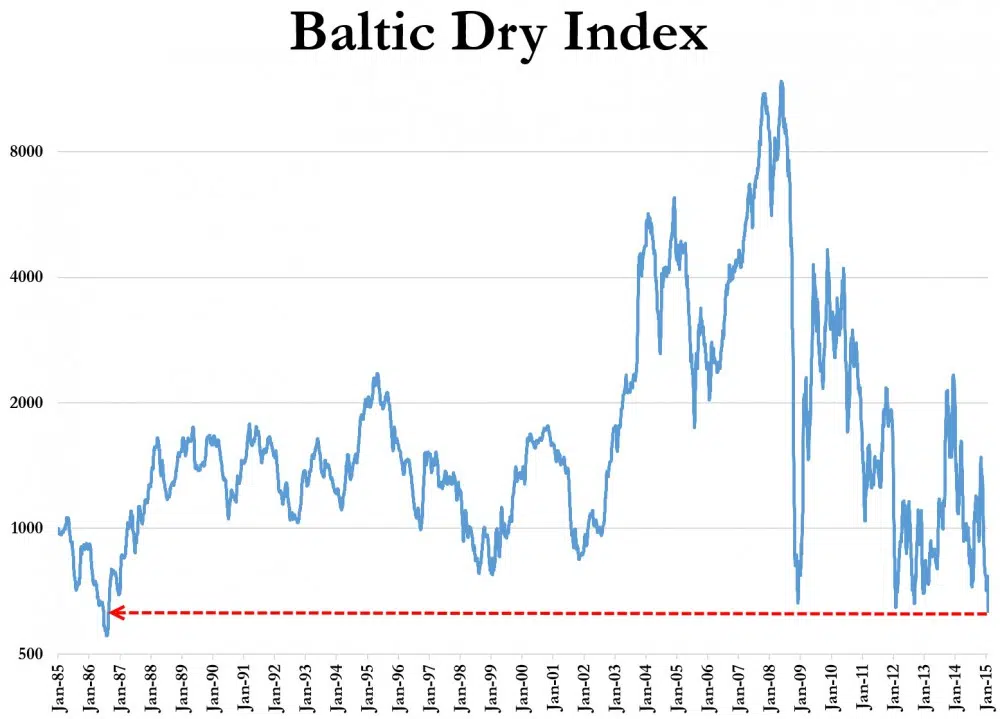 Baltic Dry Index
8000
4000
2000
1000
500
Jan-85
Jan-86
Jan-87
Jan-88
Jan-89
Jan-90
Jan-91
Jan-92
Jan-93
Jan-94
Jan-95
Jan-96
Jan-97
Jan-98
Jan-99
Jan-00
Jan-01
Jan-02
Jan-03
Jan-04
Jan-05
Jan-06
Jan-07
Jan-08
Jan-09
Jan-10
Jan-11
Jan-12
Jan-13
Jan-14
Jan-15